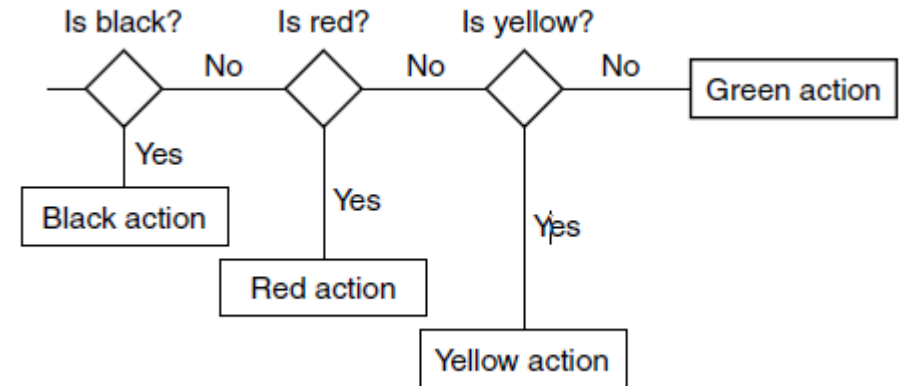 Is black? Is red? Is yellow?
No No No
Green action
Yes
Black action
Yes
Yes
Red action
Yellow action